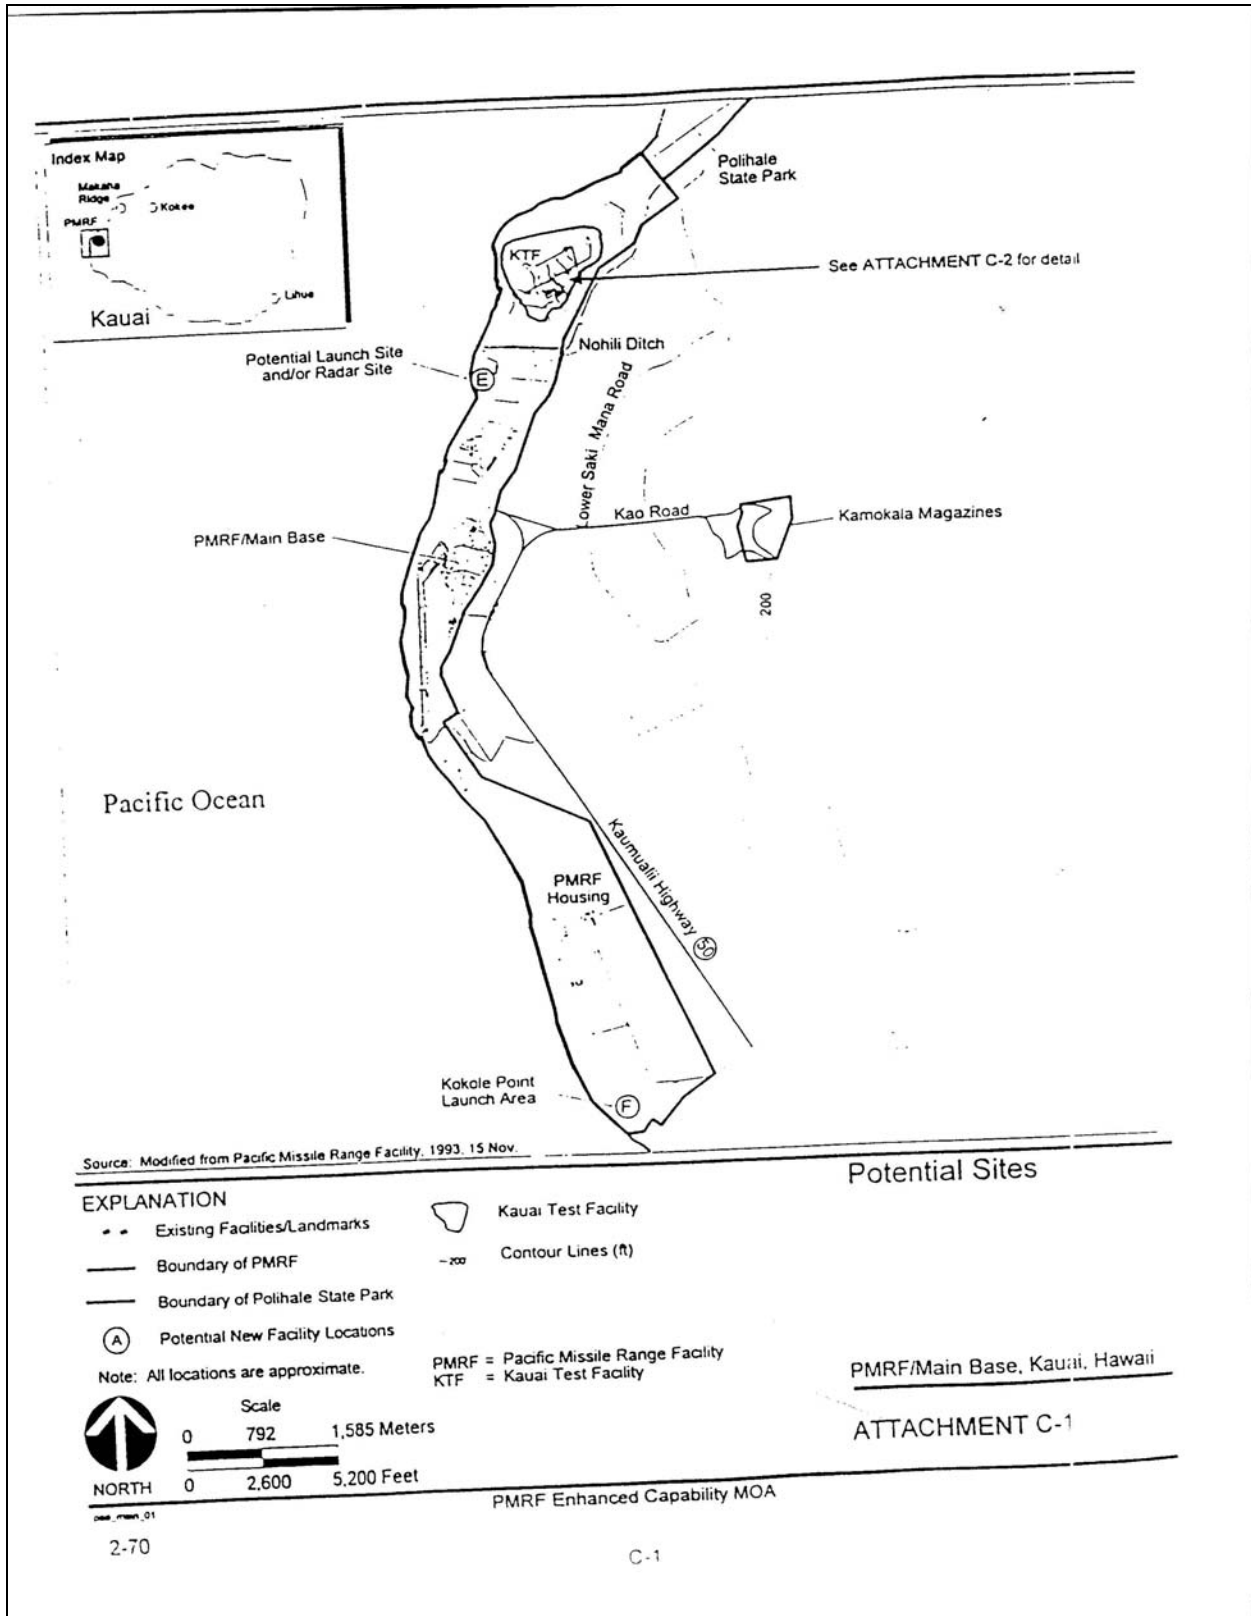 Index Map
Makana
Ridge
Kokee
PMRF
Lihue
Kauai
Polihale
State Park
KTF
See ATTACHMENT C-2 for detail
Nohili Ditch
Potential Launch Site
and/or Radar Site
E
Lower Saki Mana Road
Kao Road
Kamokala Magazines
PMRF/Main Base
200
Pacific Ocean
Kaumualii Highway
50
PMRF
Housing
Kokole Point
Launch Area
F
Source: Modified from Pacific Missile Range Facility, 1993, 15 Nov.
Potential Sites
EXPLANATION
Existing Facilities/Landmarks
Kauai Test Facility
Boundary of PMRF
~200
Contour Lines (ft)
Boundary of Polihale State Park
A
Potential New Facility Locations
Note: All locations are approximate.
PMRF = Pacific Missile Range Facility
KTF = Kauai Test Facility
PMRF/Main Base, Kauai, Hawaii
ATTACHMENT C-1
Scale
0 792 1,585 Meters
0 2,600 5,200 Feet
NORTH
PMRF Enhanced Capability MOA
2-70
C-1